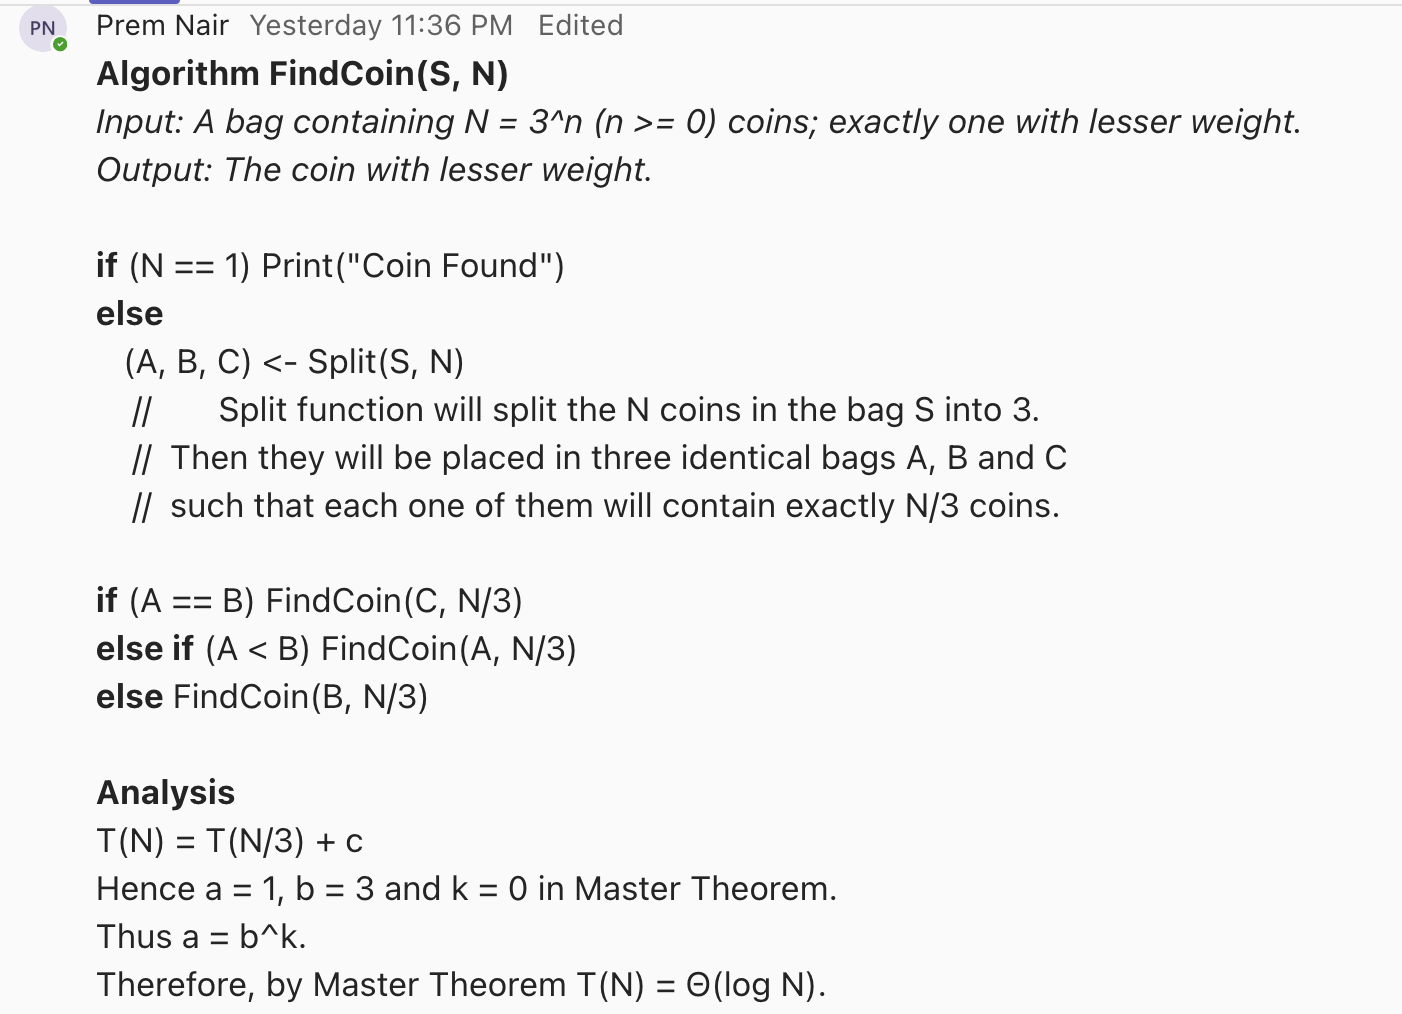 PN Prem Nair Yesterday 11:36 PM Edited
Algorithm FindCoin(S, N)
Input: A bag containing N = 3^n (n >= 0) coins; exactly one with lesser weight.
Output: The coin with lesser weight.
if (N == 1) Print("Coin Found")
else
(A, B, C) <- Split(S, N)
// Split function will split the N coins in the bag S into 3.
// Then they will be placed in three identical bags A, B and C
// such that each one of them will contain exactly N/3 coins.
if (A == B) FindCoin(C, N/3)
else if (A < B) FindCoin(A, N/3)
else FindCoin(B, N/3)
Analysis
T(N) = T(N/3) + c
Hence a = 1, b = 3 and k = 0 in Master Theorem.
Thus a = b^k.
Therefore, by Master Theorem T(N) = Θ(log N).